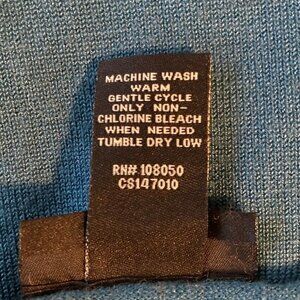 MACHINE WASH
WARM
GENTLE CYCLE
ONLY NON-
CHLORINE BLEACH
WHEN NEEDED
TUMBLE DRY LOW
RN# 108050
CS147010